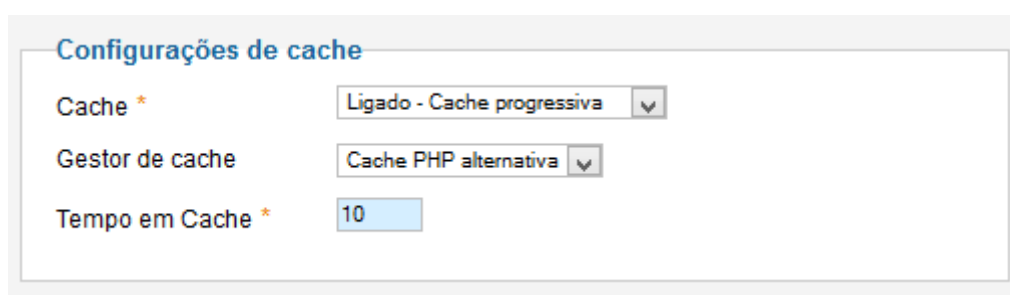 Configurações de cache
Cache * Ligado - Cache progressiva
Gestor de cache Cache PHP alternativa
Tempo em Cache * 10